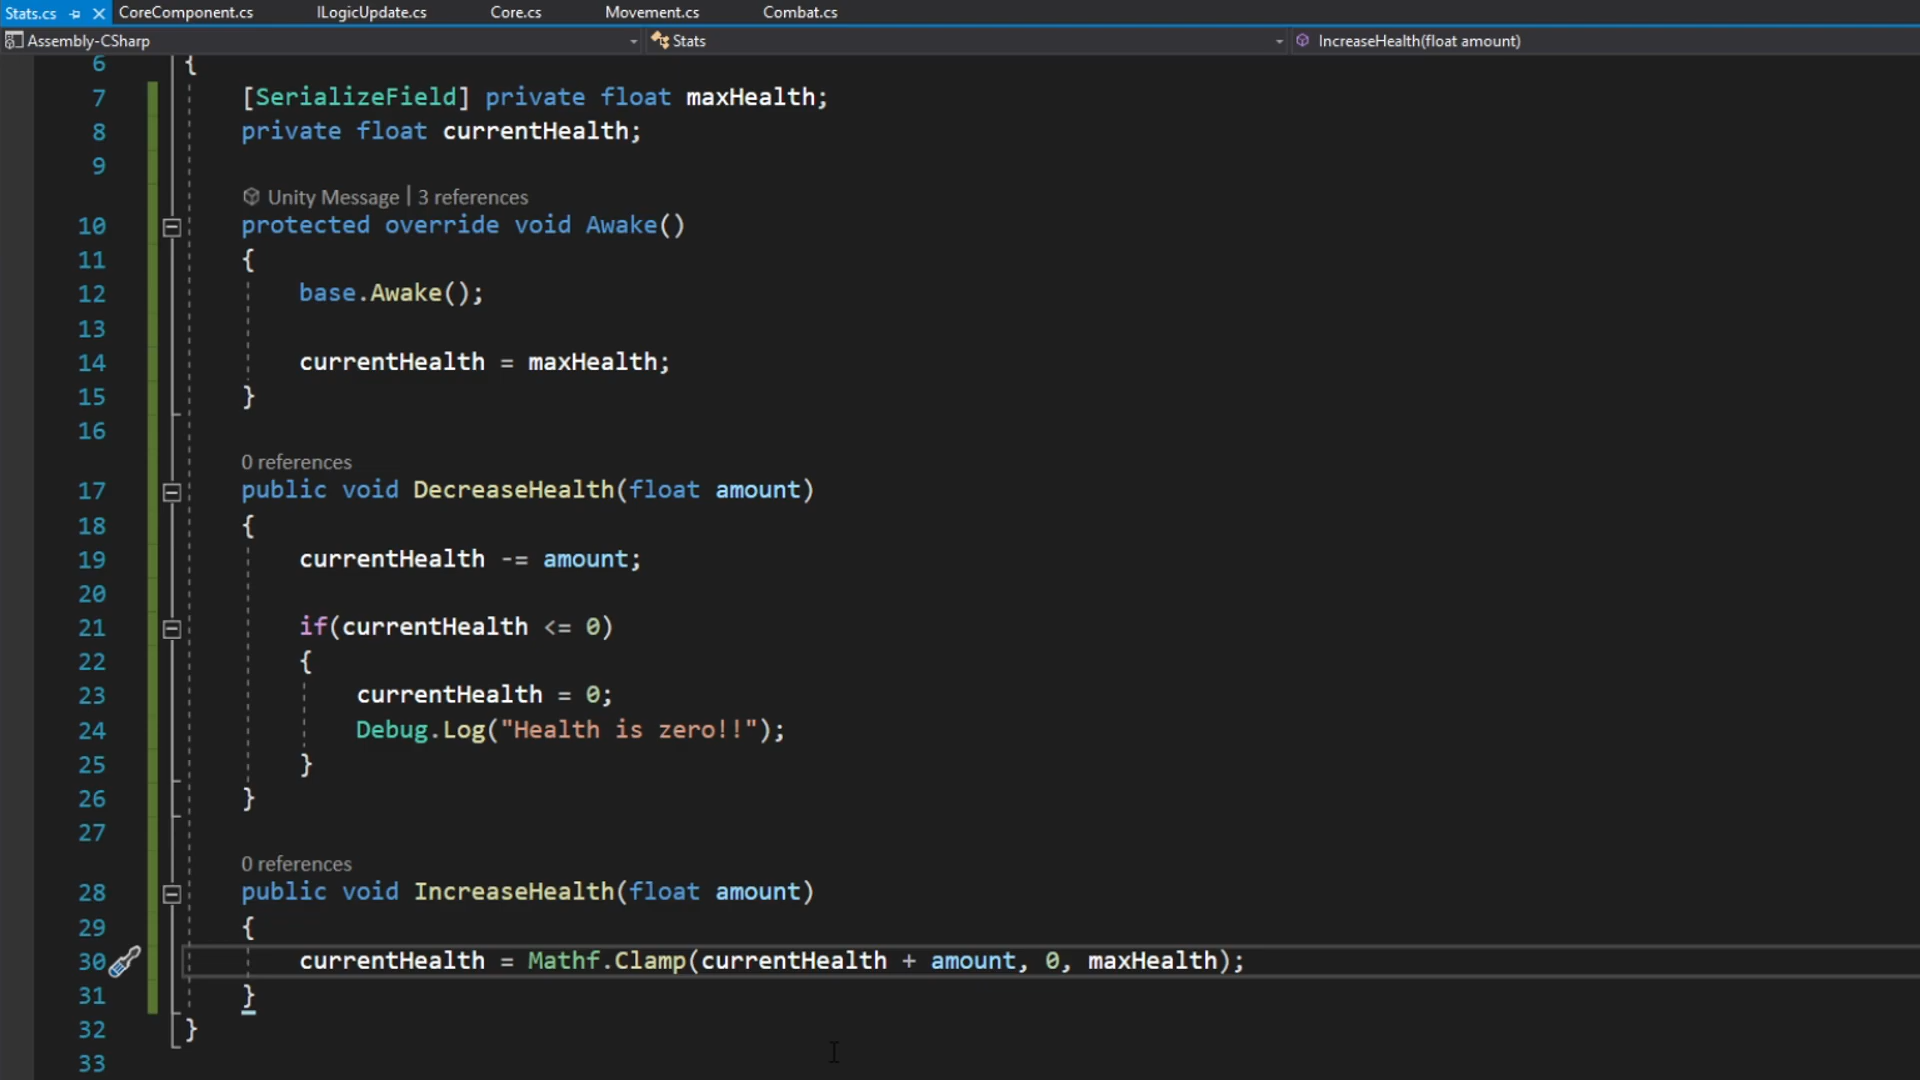 Stats.cs CoreComponent.cs ILogicUpdate.cs Core.cs Movement.cs Combat.cs
Assembly-CSharp Stats IncreaseHealth(float amount)
6 {
7 [SerializeField] private float maxHealth;
8 private float currentHealth;
9
Unity Message | 3 references
10 protected override void Awake()
11 {
12 base.Awake();
13
14 currentHealth = maxHealth;
15 }
16
0 references
17 public void DecreaseHealth(float amount)
18 {
19 currentHealth -= amount;
20
21 if(currentHealth <= 0)
22 {
23 currentHealth = 0;
24 Debug.Log("Health is zero!!");
25 }
26 }
27
0 references
28 public void IncreaseHealth(float amount)
29 {
30 currentHealth = Mathf.Clamp(currentHealth + amount, 0, maxHealth);
31 }
32 }
33